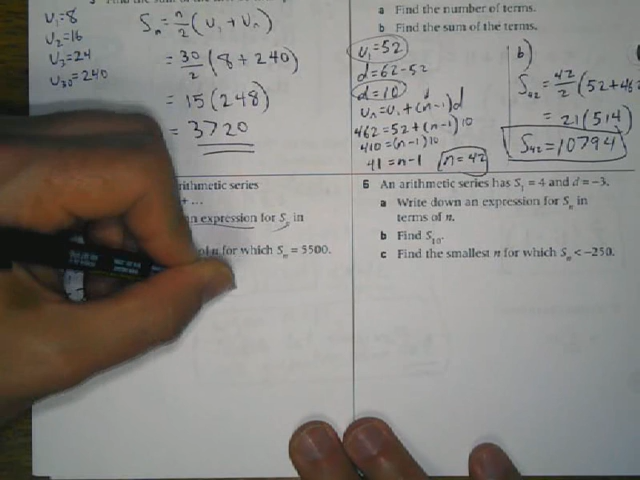 U₁=8
U₂=16
U₃=24
U₃₀=240
Sₙ = n/2 (U₁ + Uₙ)
= 30/2 (8 + 240)
= 15 (248)
= 3720
a Find the number of terms.
b Find the sum of the terms.
U₁=52
d=62-52
d=10
Uₙ=U₁+(n-1)d
462=52+(n-1)10
410=(n-1)10
41=n-1
n=42
b)
S₄₂ = 42/2 (52+462
= 21(514)
S₄₂=10794
rithmetic series
+ ...
an expression for Sₙ in
of n for which Sₙ = 5500.
6 An arithmetic series has S₁ = 4 and d = –3.
a Write down an expression for Sₙ in
terms of n.
b Find S₁₀.
c Find the smallest n for which Sₙ < –250.